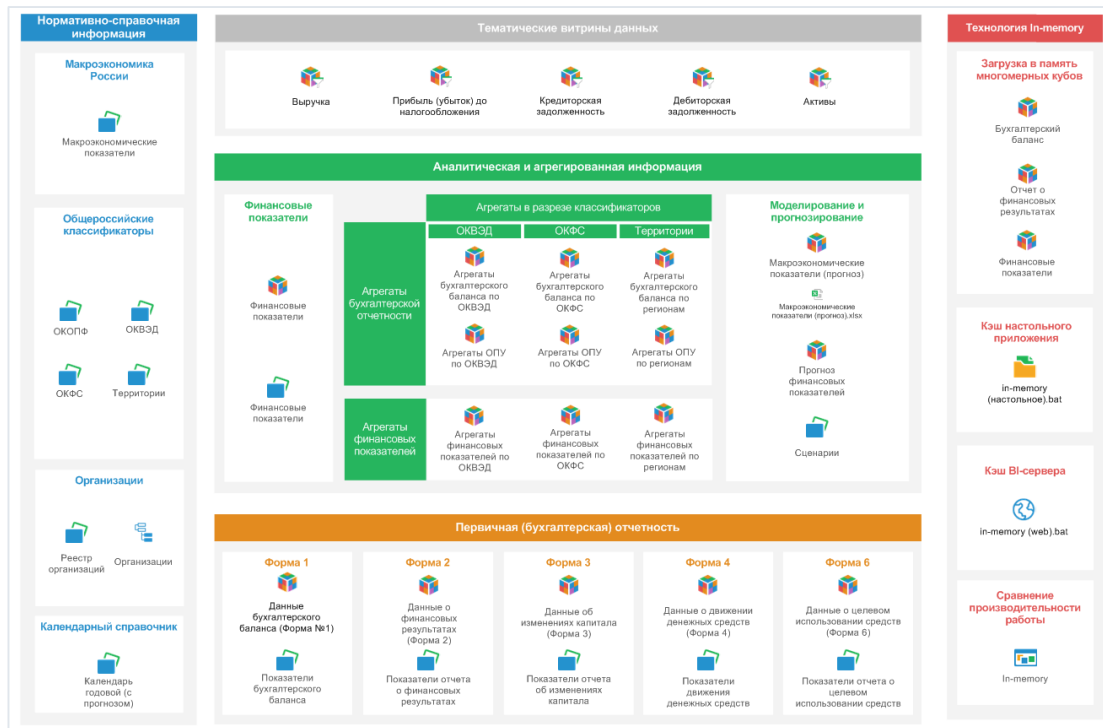 Нормативно-справочная
информация
Макроэкономика
России
Макроэкономические
показатели
Общероссийские
классификаторы
ОКОПФ
ОКВЭД
ОКФС
Территории
Организации
Реестр
организаций
Организации
Календарный справочник
Календарь
годовой (с
прогнозом)
Тематические витрины данных
Выручка
Прибыль (убыток) до
налогообложения
Кредиторская
задолженность
Дебиторская
задолженность
Активы
Аналитическая и агрегированная информация
Финансовые
показатели
Финансовые
показатели
Финансовые
показатели
Агрегаты в разрезе классификаторов
ОКВЭД
ОКФС
Территории
Агрегаты
бухгалтерской
отчетности
Агрегаты
бухгалтерского
баланса по
ОКВЭД
Агрегаты
бухгалтерского
баланса по
ОКФС
Агрегаты
бухгалтерского
баланса по
регионам
Агрегаты ОПУ
по ОКВЭД
Агрегаты ОПУ
по ОКФС
Агрегаты ОПУ
по регионам
Агрегаты
финансовых
показателей
Агрегаты
финансовых
показателей по
ОКВЭД
Агрегаты
финансовых
показателей по
ОКФС
Агрегаты
финансовых
показателей по
регионам
Моделирование и
прогнозирование
Макроэкономические
показатели (прогноз)
Макроэкономические
показатели (прогноз).xlsx
Прогноз
финансовых
показателей
Сценарии
Первичная (бухгалтерская) отчетность
Форма 1
Данные
бухгалтерского
баланса (Форма №1)
Показатели
бухгалтерского
баланса
Форма 2
Данные о
финансовых
результатах
(Форма 2)
Показатели отчета
о финансовых
результатах
Форма 3
Данные об
изменениях капитала
(Форма 3)
Показатели отчета
об изменениях
капитала
Форма 4
Данные о движении
денежных средств
(Форма 4)
Показатели
движения
денежных средств
Форма 6
Данные о целевом
использовании средств
(Форма 6)
Показатели отчета о
целевом
использовании средств
Технология In-memory
Загрузка в память
многомерных кубов
Бухгалтерский
баланс
Отчет о
финансовых
результатах
Финансовые
показатели
Кэш настольного
приложения
in-memory
(настольное).bat
Кэш BI-сервера
in-memory (web).bat
Сравнение
производительности
работы
In-memory